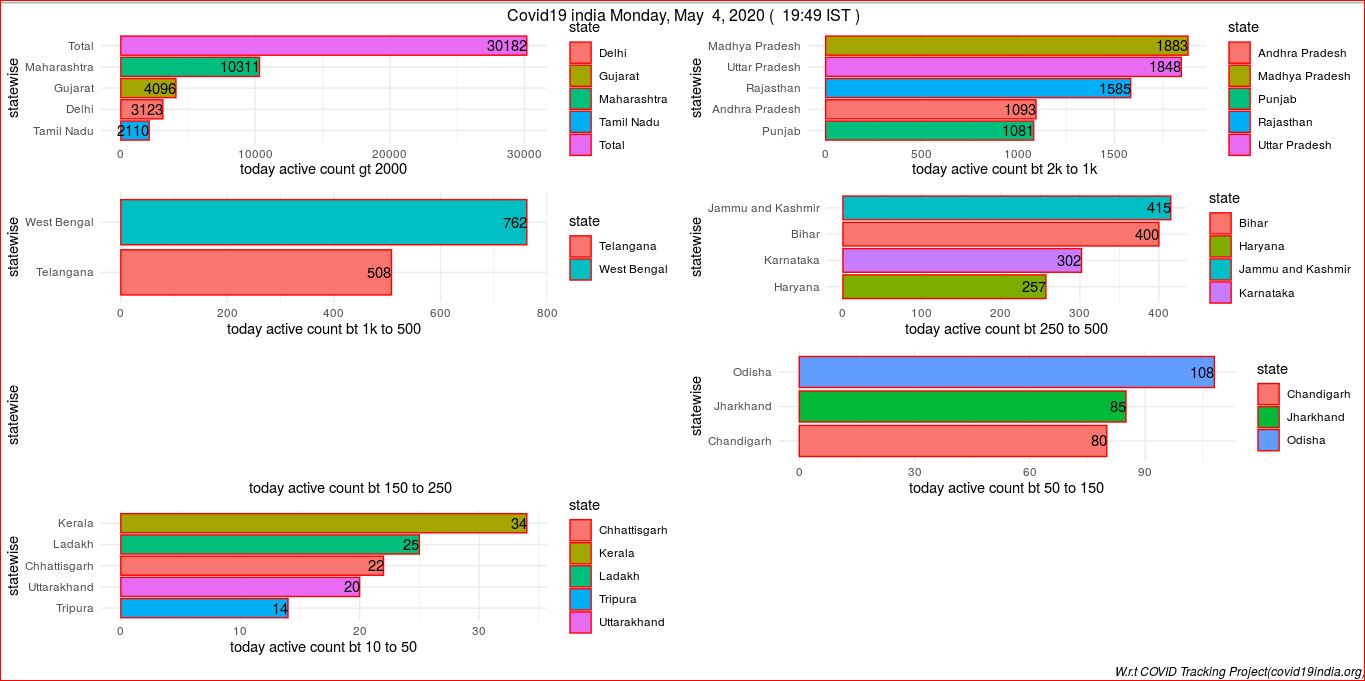 Covid19 india Monday, May  4, 2020 (  19:49 IST )
statewise
Total 30182
Maharashtra 10311
Gujarat 4096
Delhi 3123
Tamil Nadu 2110
0 10000 20000 30000
today active count gt 2000
state
Delhi
Gujarat
Maharashtra
Tamil Nadu
Total
statewise
Madhya Pradesh 1883
Uttar Pradesh 1848
Rajasthan 1585
Andhra Pradesh 1093
Punjab 1081
0 500 1000 1500
today active count bt 2k to 1k
state
Andhra Pradesh
Madhya Pradesh
Punjab
Rajasthan
Uttar Pradesh
statewise
West Bengal 762
Telangana 508
0 200 400 600 800
today active count bt 1k to 500
state
Telangana
West Bengal
statewise
Jammu and Kashmir 415
Bihar 400
Karnataka 302
Haryana 257
0 100 200 300 400
today active count bt 250 to 500
state
Bihar
Haryana
Jammu and Kashmir
Karnataka
statewise
today active count bt 150 to 250
statewise
Odisha 108
Jharkhand 85
Chandigarh 80
0 30 60 90
today active count bt 50 to 150
state
Chandigarh
Jharkhand
Odisha
statewise
Kerala 34
Ladakh 25
Chhattisgarh 22
Uttarakhand 20
Tripura 14
0 10 20 30
today active count bt 10 to 50
state
Chhattisgarh
Kerala
Ladakh
Tripura
Uttarakhand
W.r.t COVID Tracking Project(covid19india.org)